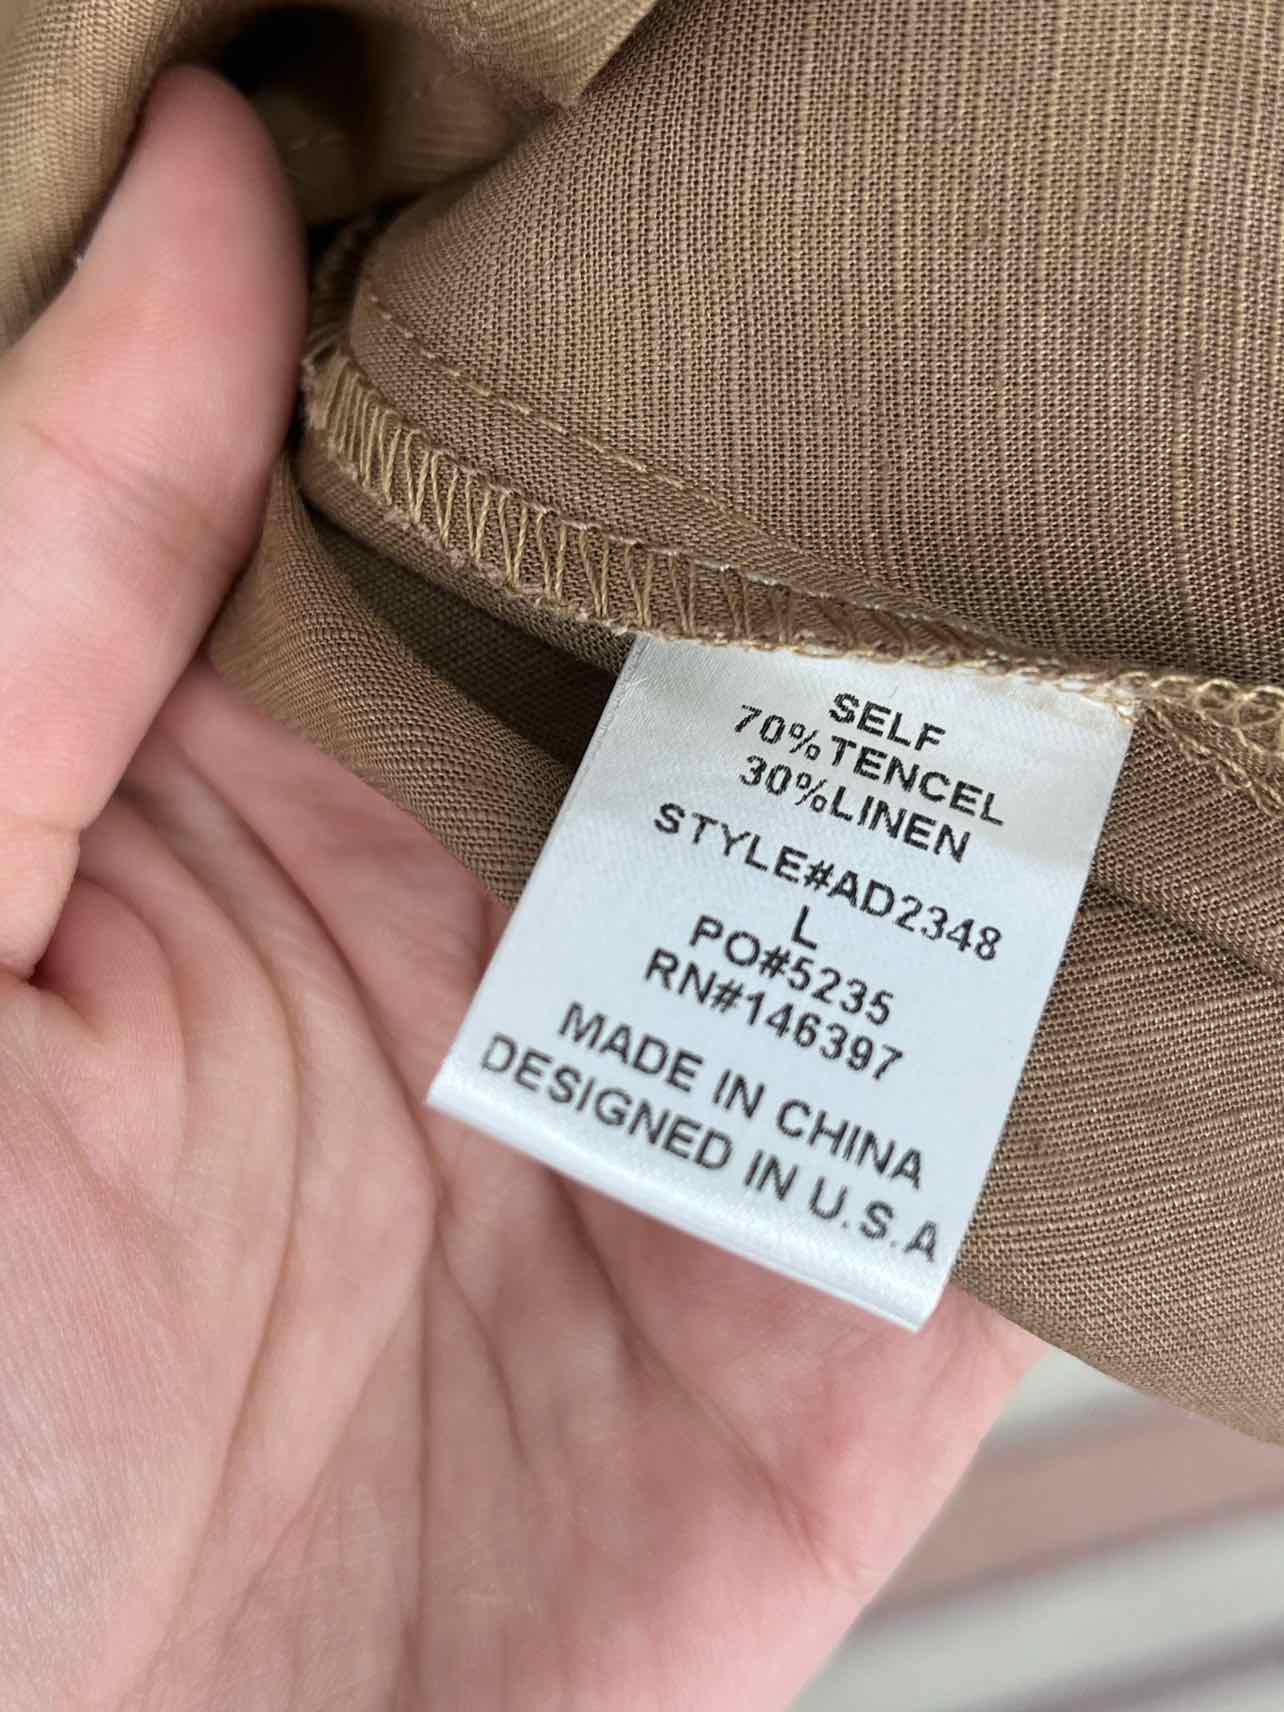 SELF
70%TENCEL
30%LINEN
STYLE#AD2348
L
PO#5235
RN#146397
MADE IN CHINA
DESIGNED IN U.S.A